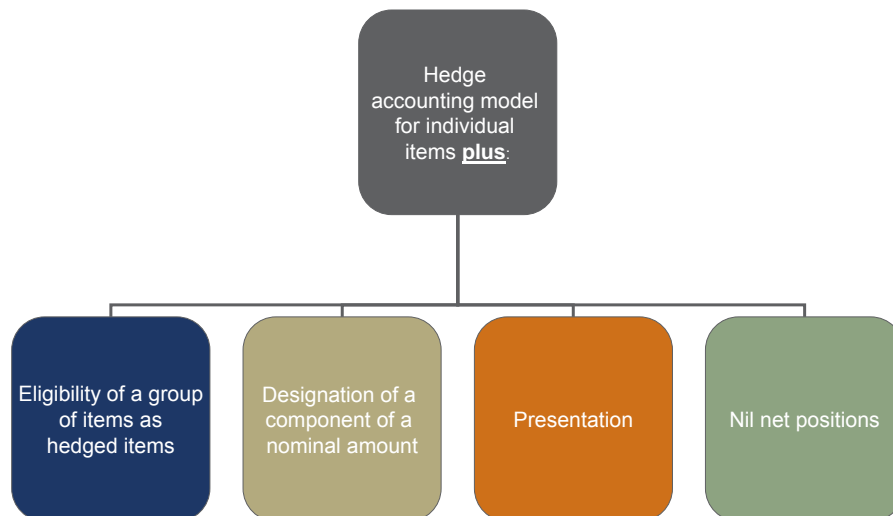 Hedge
accounting model
for individual
items plus:
Eligibility of a group
of items as
hedged items
Designation of a
component of a
nominal amount
Presentation
Nil net positions